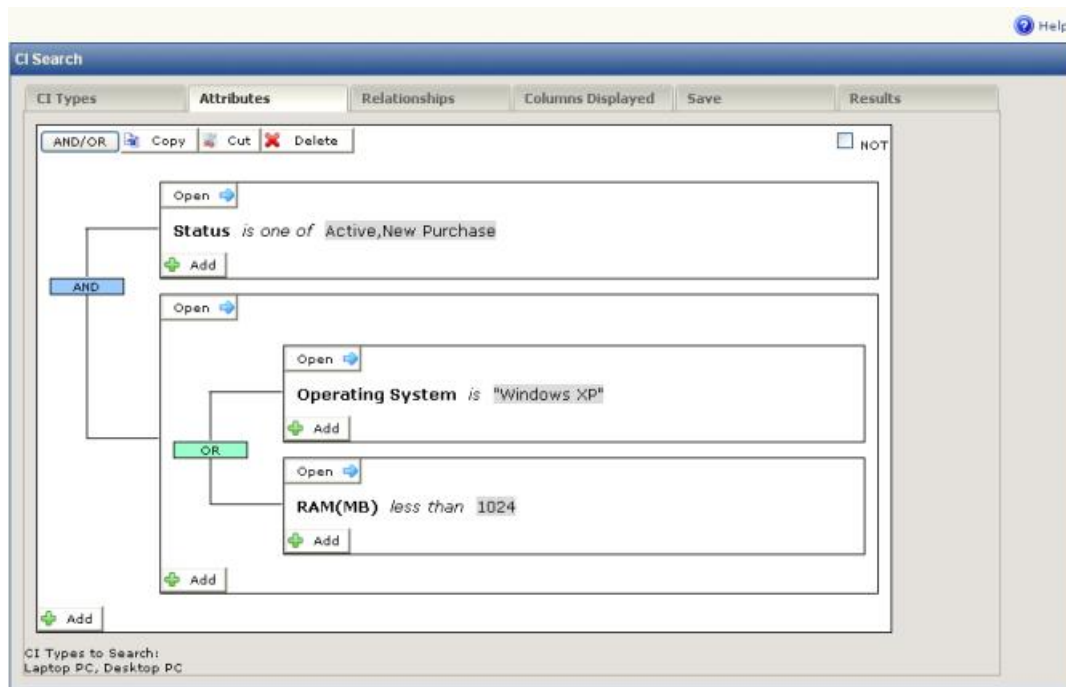 Help
CI Search
CI Types Attributes Relationships Columns Displayed Save Results
AND/OR Copy Cut Delete NOT
Open
Status is one of Active,New Purchase
Add
AND
Open
Open
Operating System is "Windows XP"
Add
OR
Open
RAM(MB) less than 1024
Add
Add
Add
CI Types to Search:
Laptop PC, Desktop PC